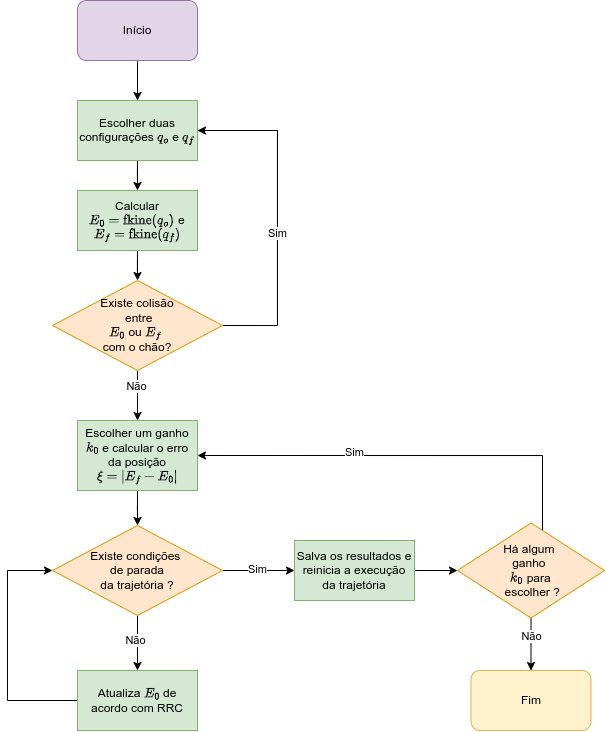 Início
Escolher duas
configurações q_o e q_f
Calcular
E_0 = fkine(q_o) e
E_f = fkine(q_f)
Sim
Existe colisão
entre
E_0 ou E_f
com o chão?
Não
Escolher um ganho
k_0 e calcular o erro
da posição
ξ = |E_f − E_0|
Sim
Existe condições
de parada
da trajetória ?
Sim
Salva os resultados e
reinicia a execução
da trajetória
Há algum
ganho
k_0 para
escolher ?
Não
Não
Atualiza E_0 de
acordo com RRC
Fim